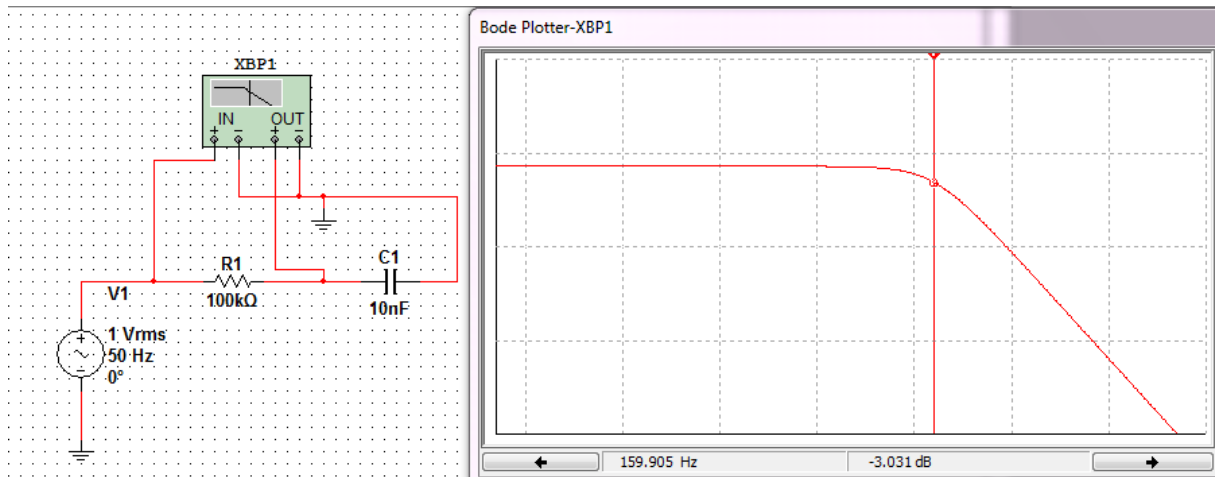 Bode Plotter-XBP1
XBP1
IN OUT
+ − + −
R1
100kΩ
C1
10nF
V1
1 Vrms
50 Hz
0°
+
−
159.905 Hz
-3.031 dB